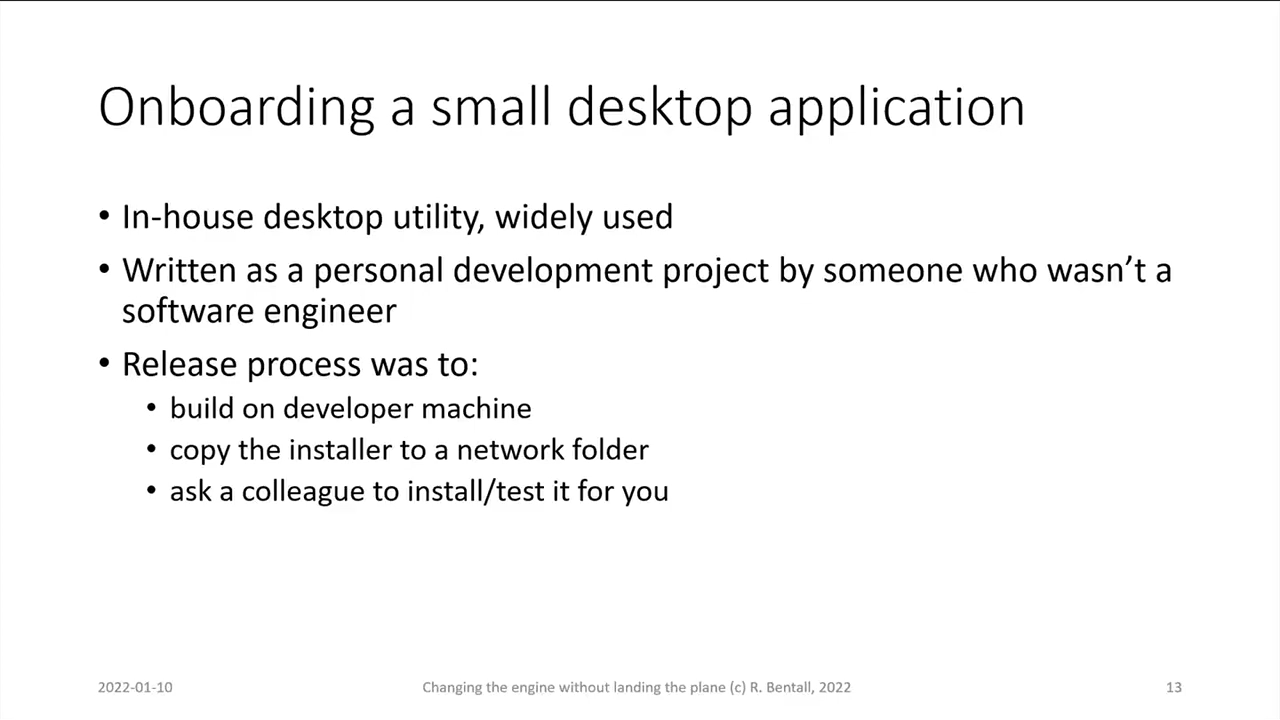 Onboarding a small desktop application
• In-house desktop utility, widely used
• Written as a personal development project by someone who wasn’t a
software engineer
• Release process was to:
• build on developer machine
• copy the installer to a network folder
• ask a colleague to install/test it for you
2022-01-10
Changing the engine without landing the plane (c) R. Bentall, 2022
13